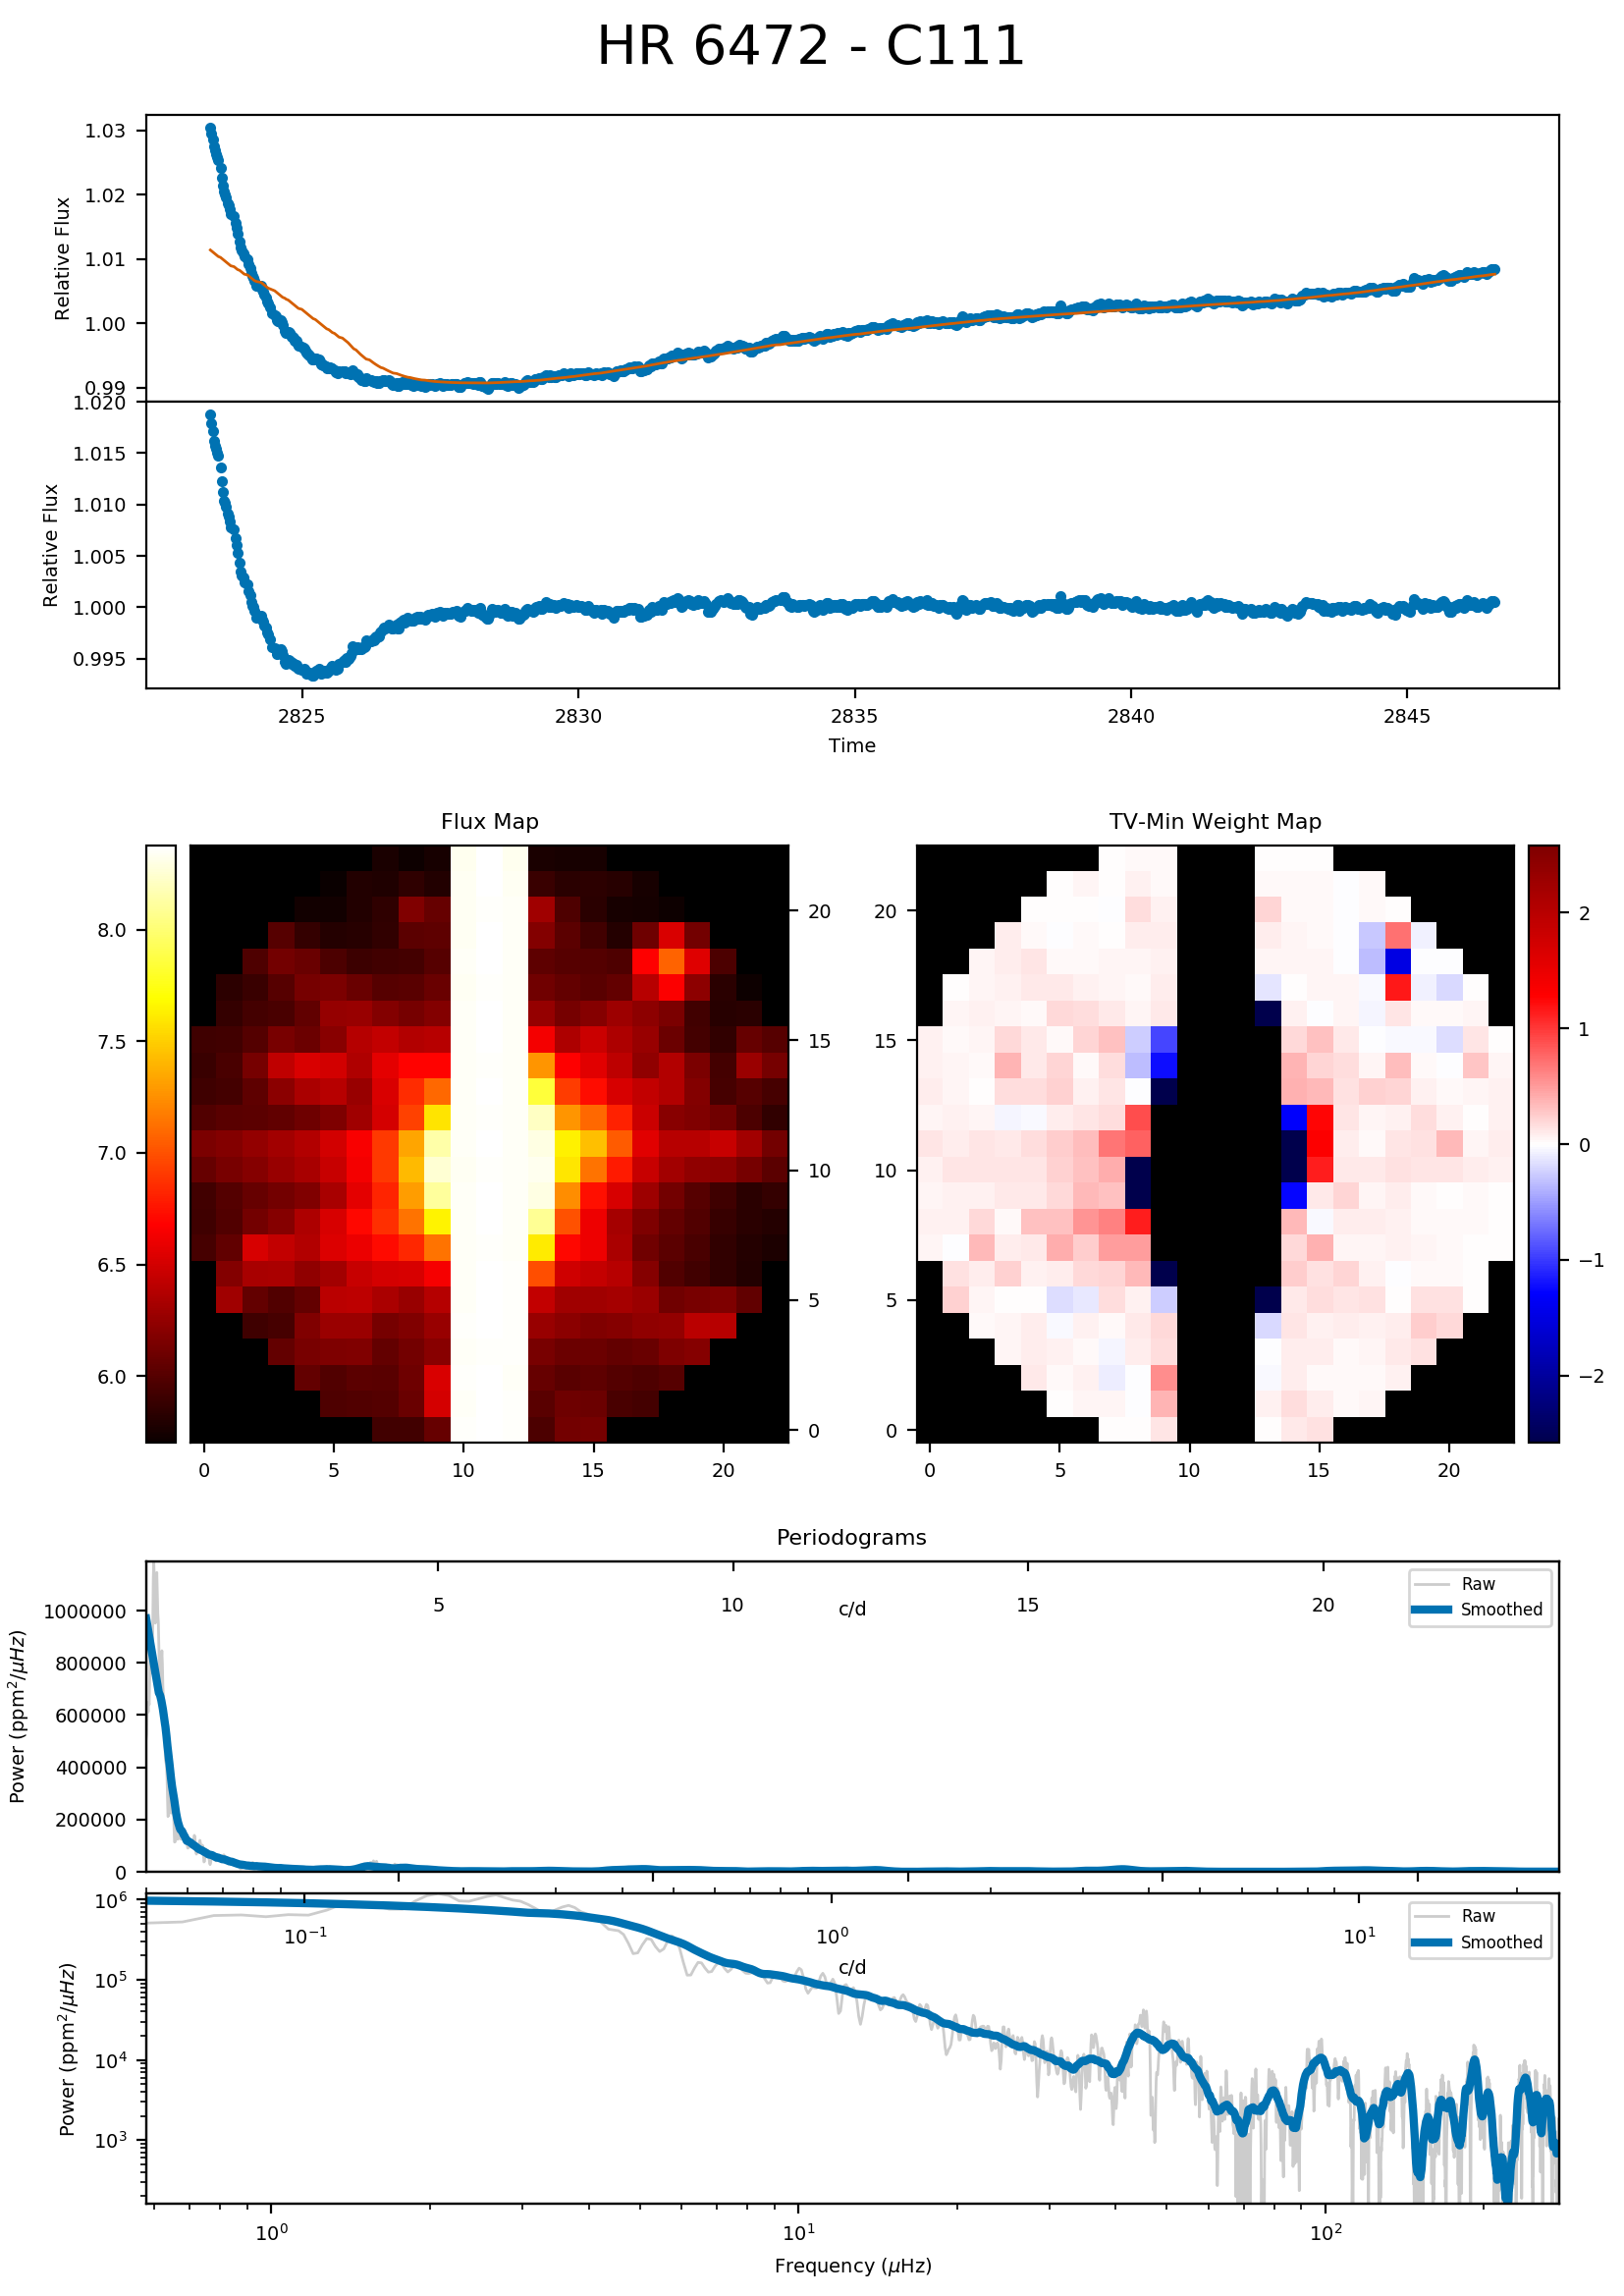 HR 6472 - C111
1.03
1.02
1.01
1.00
0.99
Relative Flux
1.020
1.015
1.010
1.005
1.000
0.995
Relative Flux
2825 2830 2835 2840 2845
Time
Flux Map
8.0
7.5
7.0
6.5
6.0
20
15
10
5
0
0 5 10 15 20
TV-Min Weight Map
20
15
10
5
0
0 5 10 15 20
2
1
0
−1
−2
Periodograms
1000000
800000
600000
400000
200000
0
Power (ppm²/μHz)
5 10 15 20
c/d
Raw
Smoothed
10⁶
10⁵
10⁴
10³
Power (ppm²/μHz)
10⁻¹ 10⁰ 10¹
c/d
Raw
Smoothed
10⁰ 10¹ 10²
Frequency (μHz)